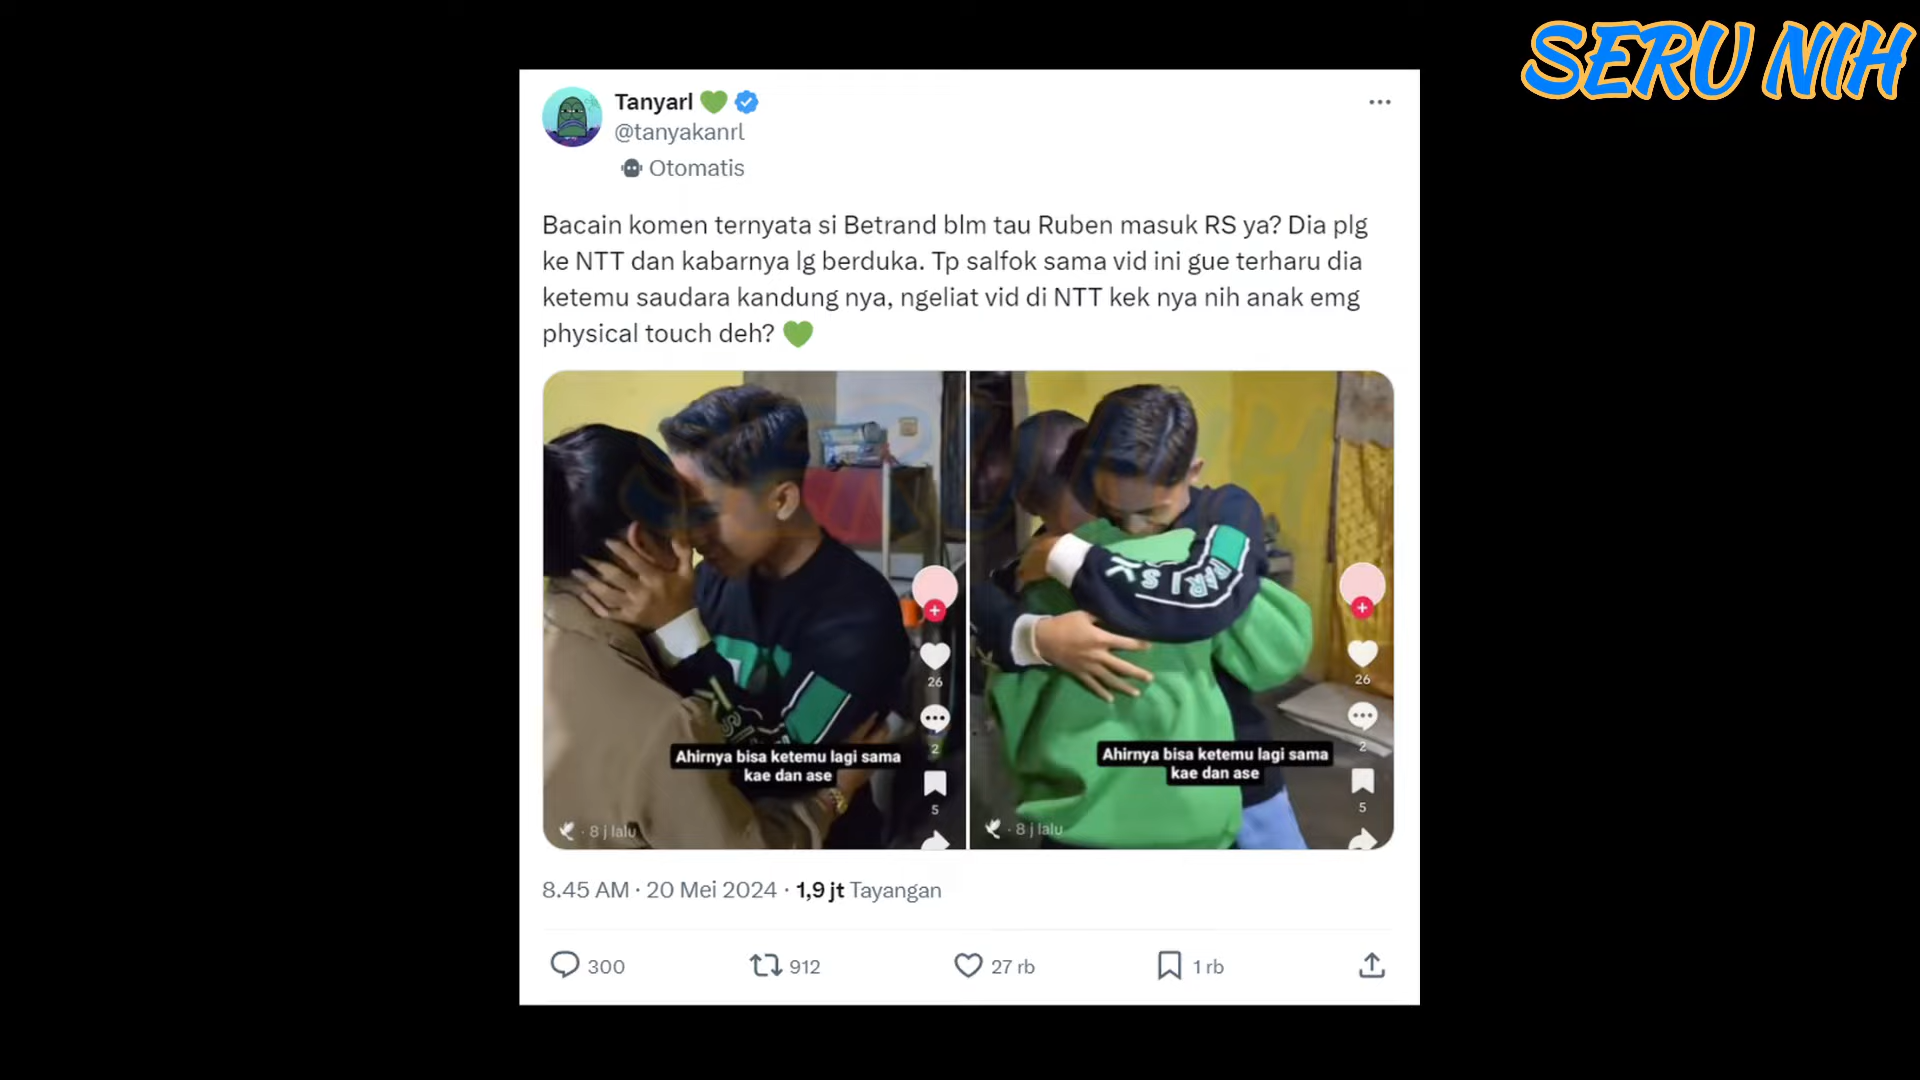 SERU NIH
Tanyarl 💚
@tanyakanrl
Otomatis
Bacain komen ternyata si Betrand blm tau Ruben masuk RS ya? Dia plg
ke NTT dan kabarnya lg berduka. Tp salfok sama vid ini gue terharu dia
ketemu saudara kandung nya, ngeliat vid di NTT kek nya nih anak emg
physical touch deh? 💚
26
2
Ahirnya bisa ketemu lagi sama
kae dan ase
5
· 8 j lalu
26
2
Ahirnya bisa ketemu lagi sama
kae dan ase
5
· 8 j lalu
8.45 AM · 20 Mei 2024 · 1,9 jt Tayangan
300 912 27 rb 1 rb